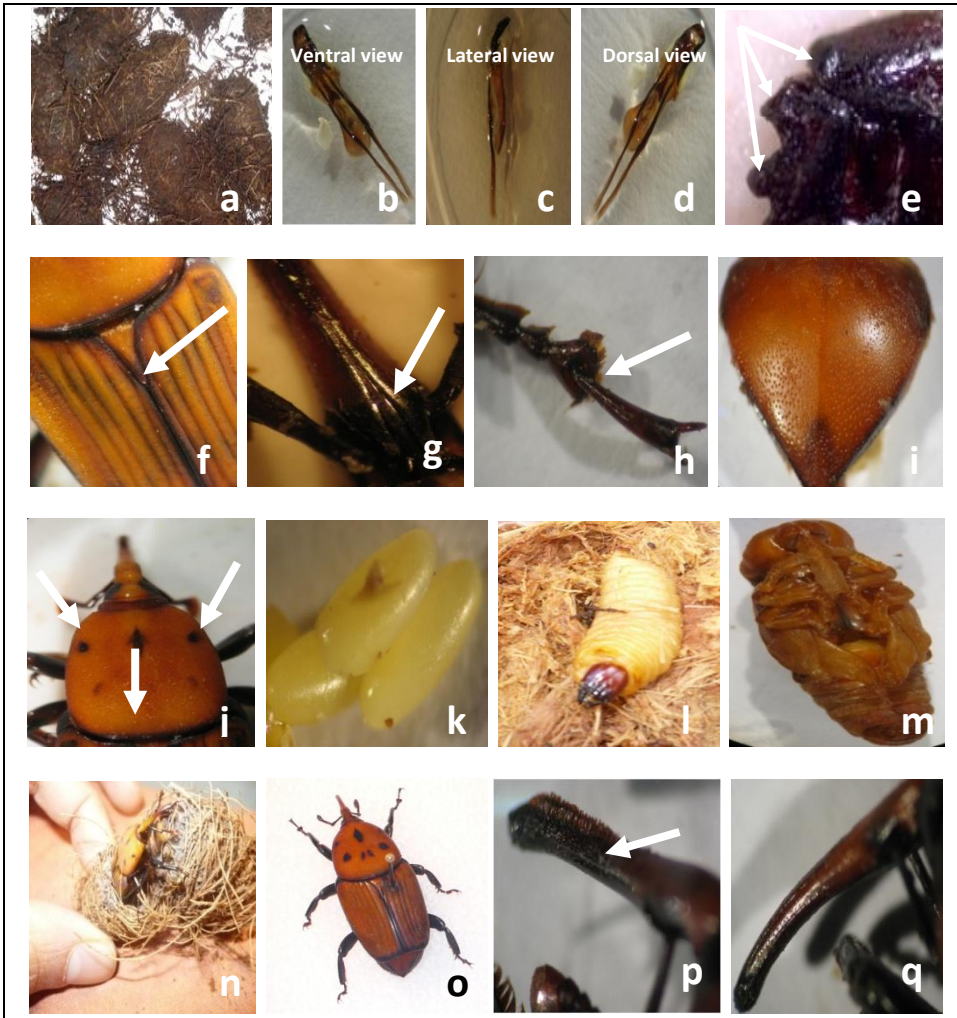 Ventral view Lateral view Dorsal view
a b c d e
f g h i
i k l m
n o p q